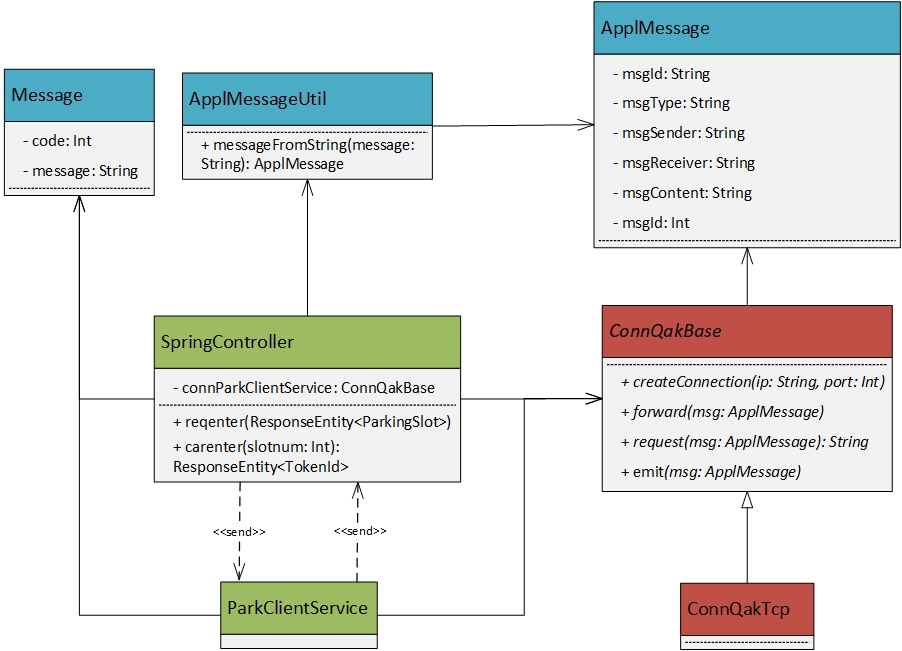 ApplMessage
- msgId: String
- msgType: String
- msgSender: String
- msgReceiver: String
- msgContent: String
- msgId: Int
Message
- code: Int
- message: String
ApplMessageUtil
+ messageFromString(message:
String): ApplMessage
SpringController
- connParkClientService: ConnQakBase
+ reqenter(ResponseEntity<ParkingSlot>)
+ carenter(slotnum: Int):
ResponseEntity<TokenId>
ConnQakBase
+ createConnection(ip: String, port: Int)
+ forward(msg: ApplMessage)
+ request(msg: ApplMessage): String
+ emit(msg: ApplMessage)
<<send>>
<<send>>
ParkClientService
ConnQakTcp